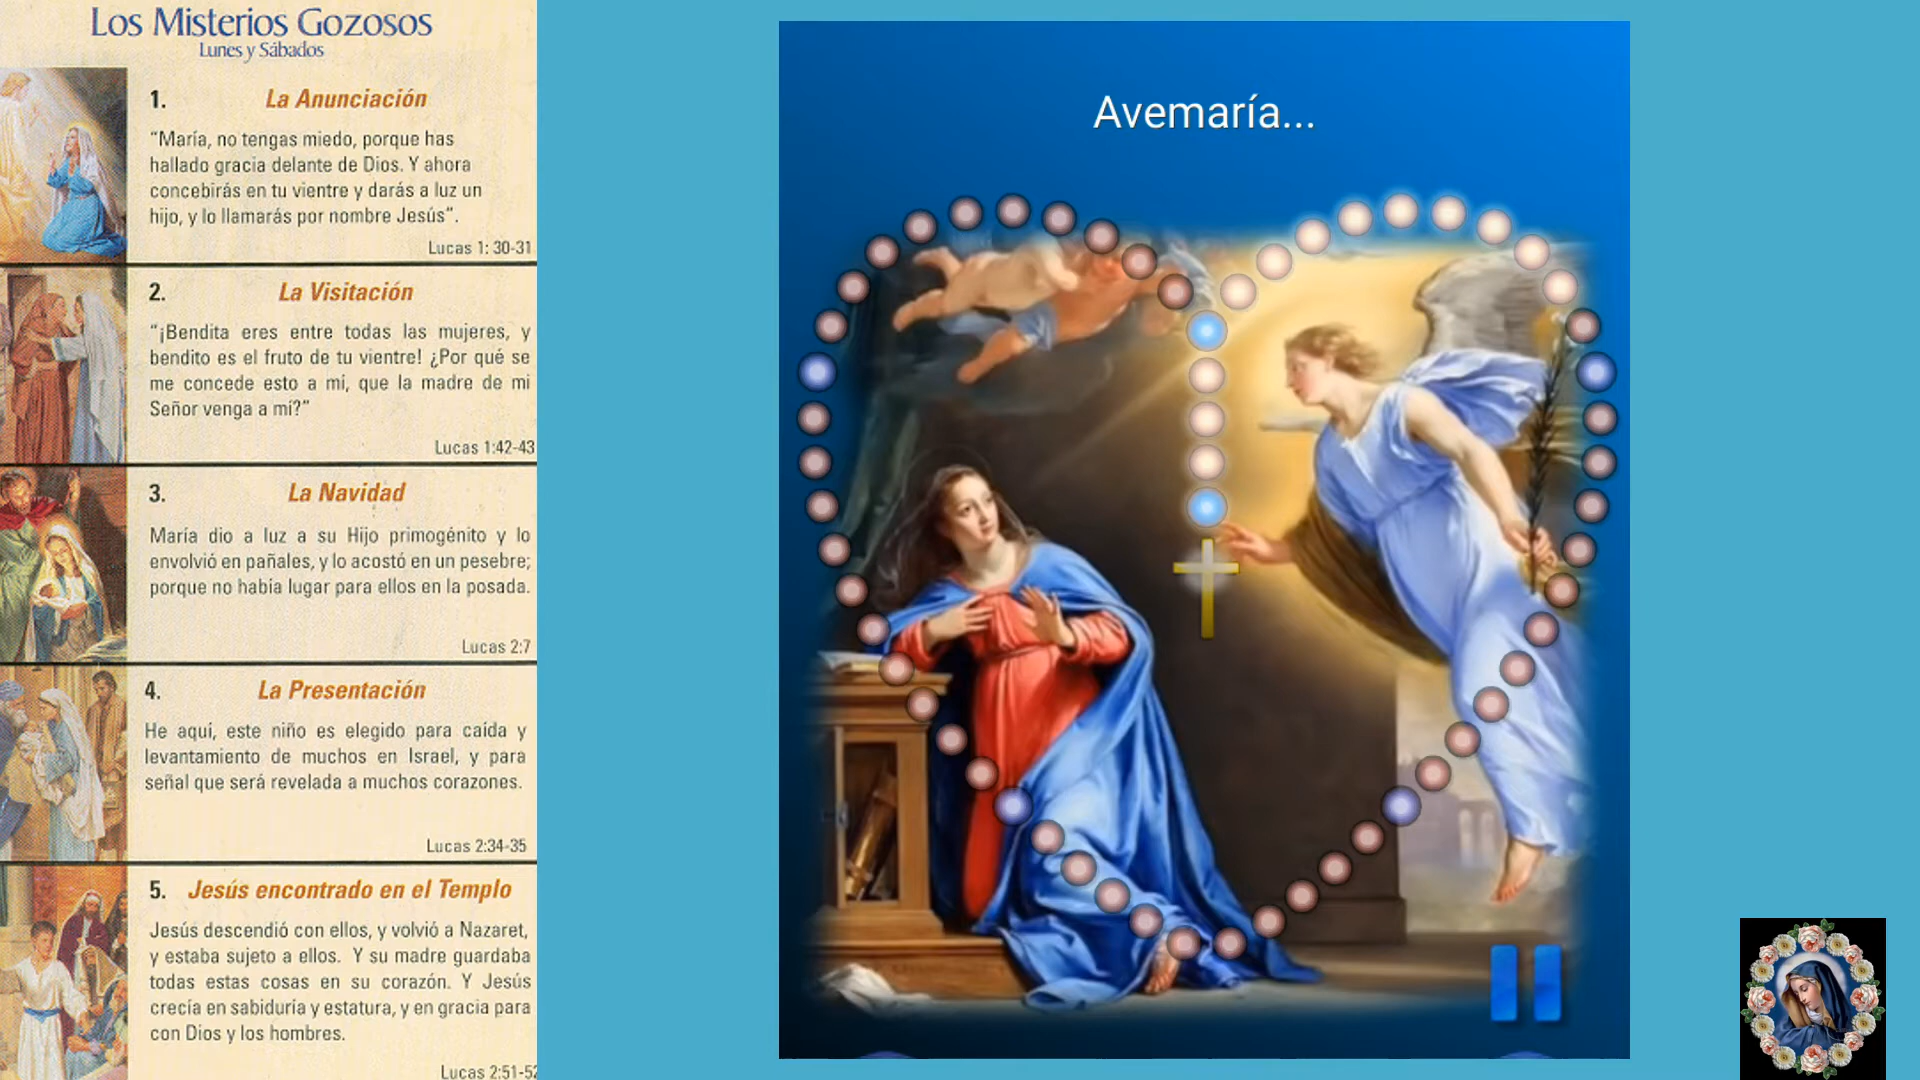 Los Misterios Gozosos
Lunes y Sábados
1. La Anunciación
“María, no tengas miedo, porque has
hallado gracia delante de Dios. Y ahora
concebirás en tu vientre y darás a luz un
hijo, y lo llamarás por nombre Jesús”.
Lucas 1: 30-31
2. La Visitación
“¡Bendita eres entre todas las mujeres, y
bendito es el fruto de tu vientre! ¿Por qué se
me concede esto a mí, que la madre de mi
Señor venga a mí?”
Lucas 1:42-43
3. La Navidad
María dio a luz a su Hijo primogénito y lo
envolvió en pañales, y lo acostó en un pesebre;
porque no había lugar para ellos en la posada.
Lucas 2:7
4. La Presentación
He aquí, este niño es elegido para caída y
levantamiento de muchos en Israel, y para
señal que será revelada a muchos corazones.
Lucas 2:34-35
5. Jesús encontrado en el Templo
Jesús descendió con ellos, y volvió a Nazaret,
y estaba sujeto a ellos. Y su madre guardaba
todas estas cosas en su corazón. Y Jesús
crecía en sabiduría y estatura, y en gracia para
con Dios y los hombres.
Lucas 2:51-52
Avemaría...